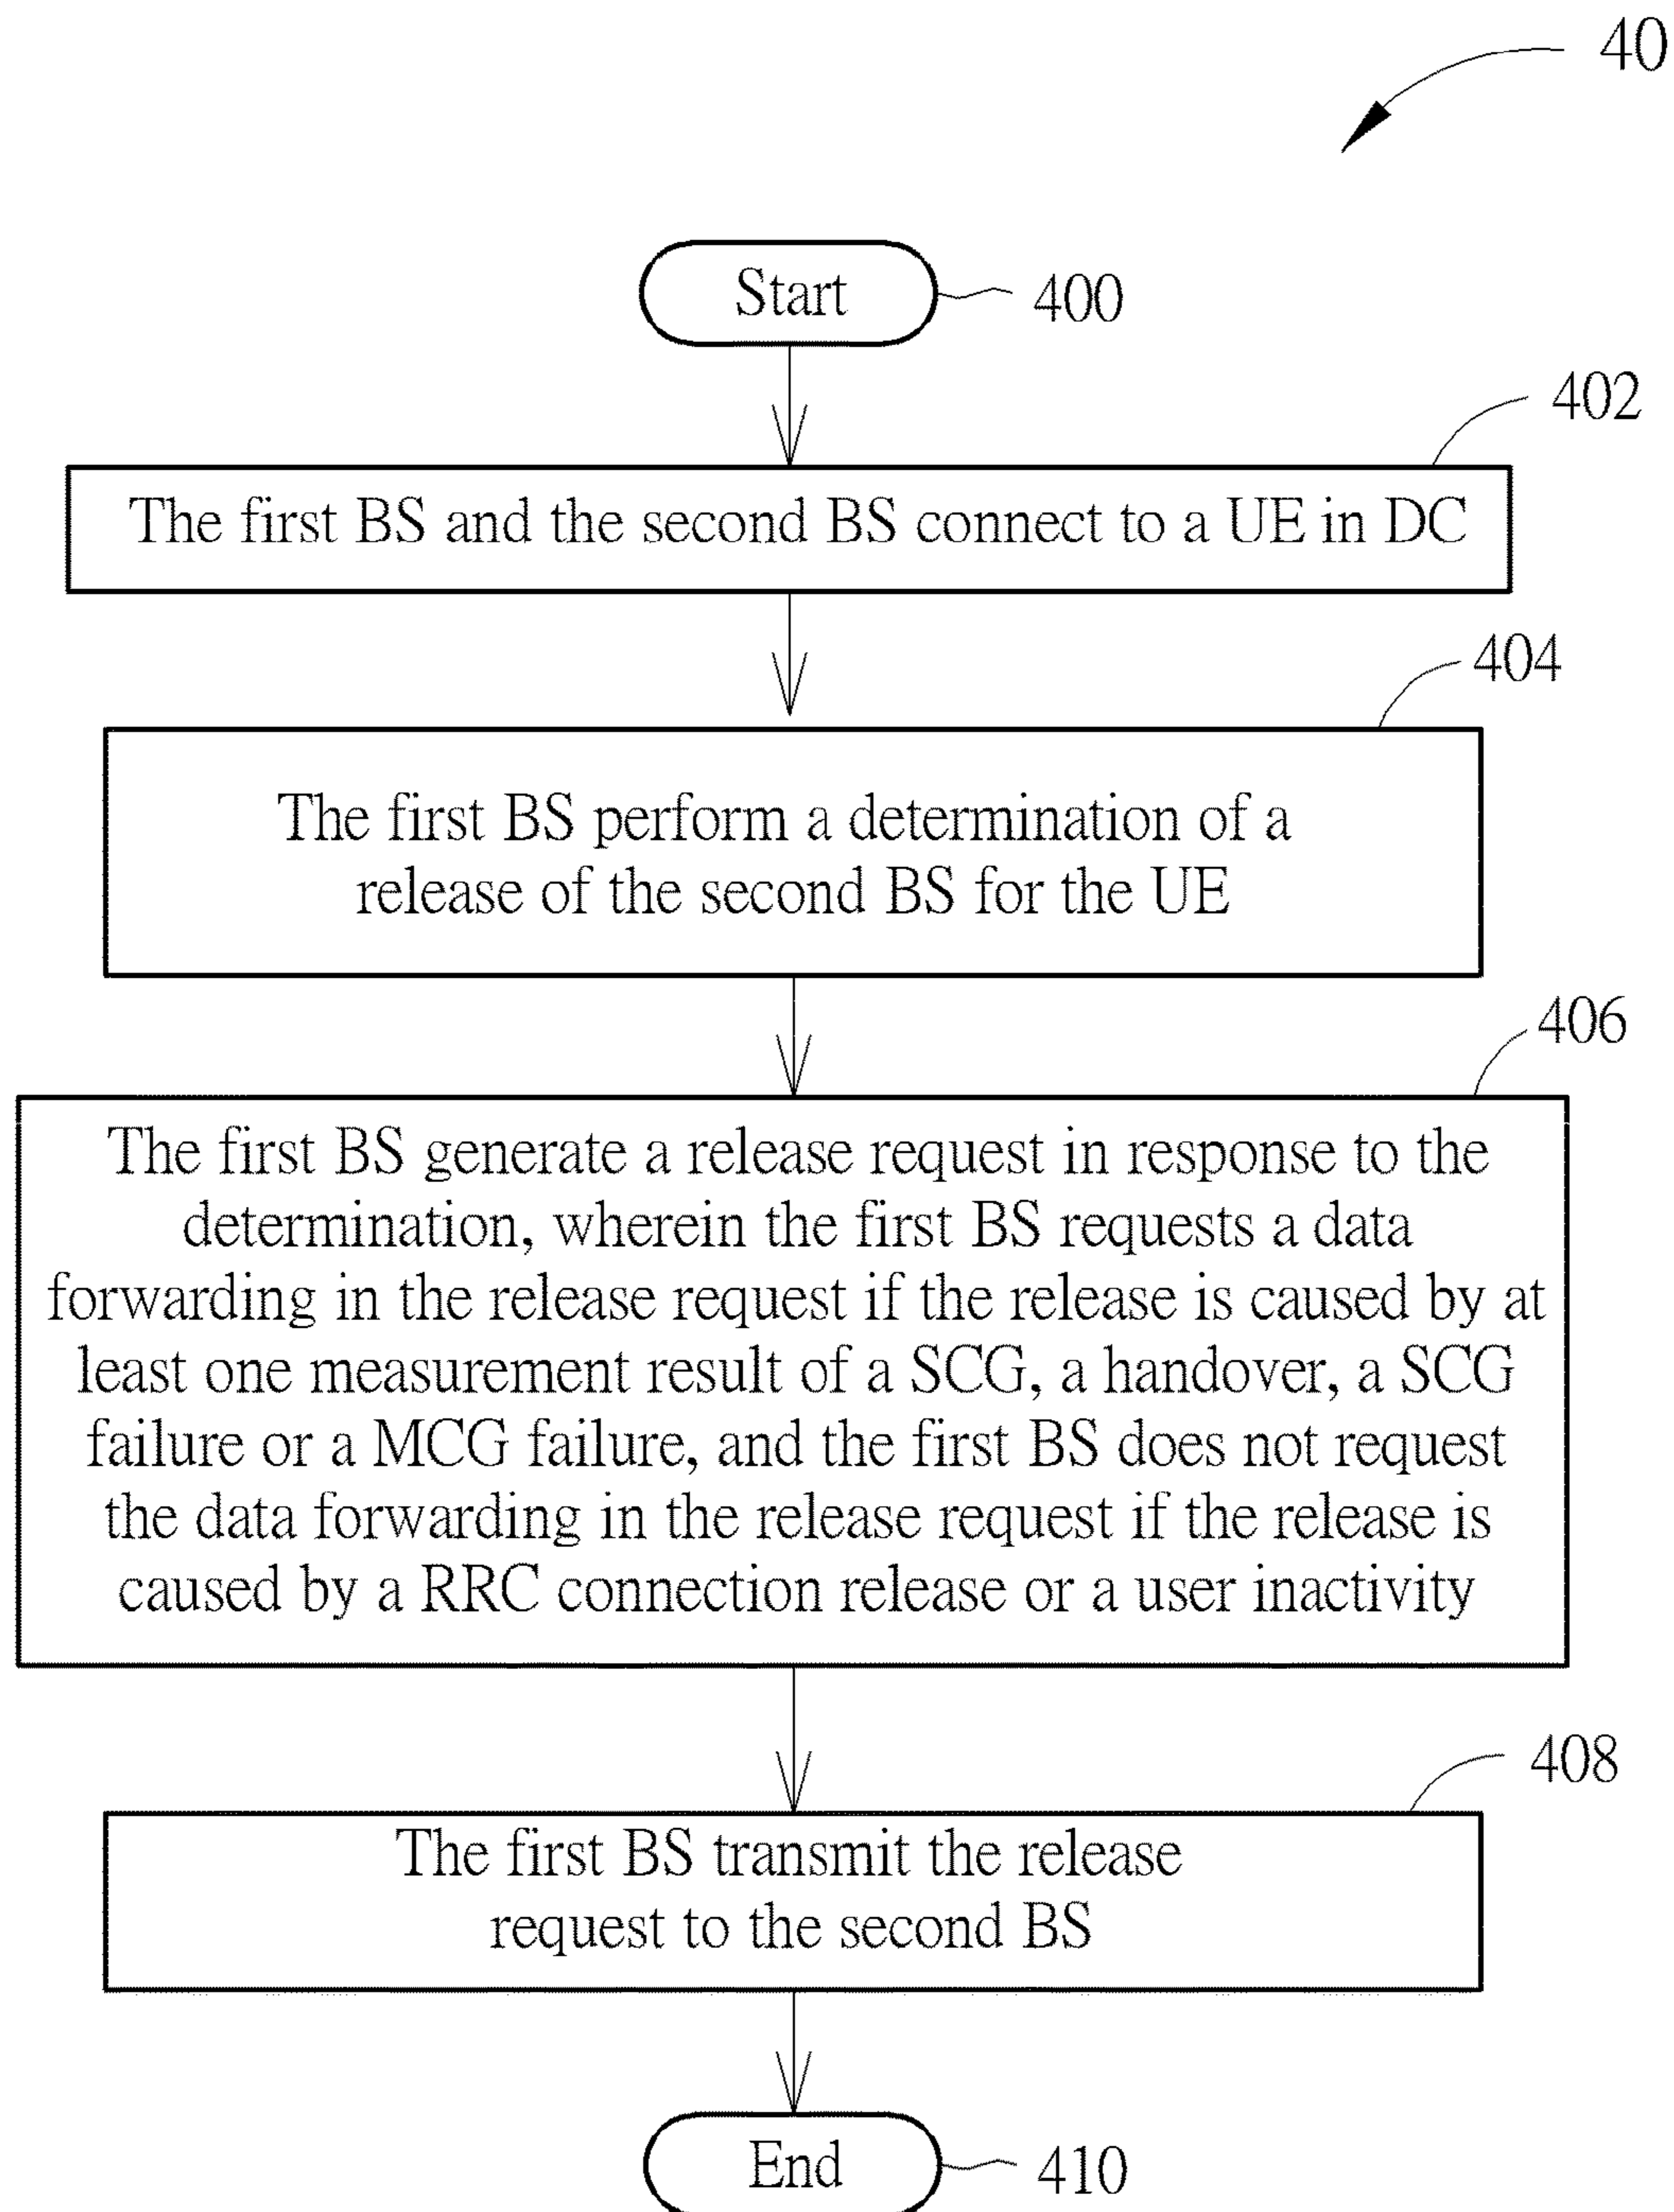 40
Start
400
402
The first BS and the second BS connect to a UE in DC
404
The first BS perform a determination of a
release of the second BS for the UE
406
The first BS generate a release request in response to the
determination, wherein the first BS requests a data
forwarding in the release request if the release is caused by at
least one measurement result of a SCG, a handover, a SCG
failure or a MCG failure, and the first BS does not request
the data forwarding in the release request if the release is
caused by a RRC connection release or a user inactivity
408
The first BS transmit the release
request to the second BS
End
410